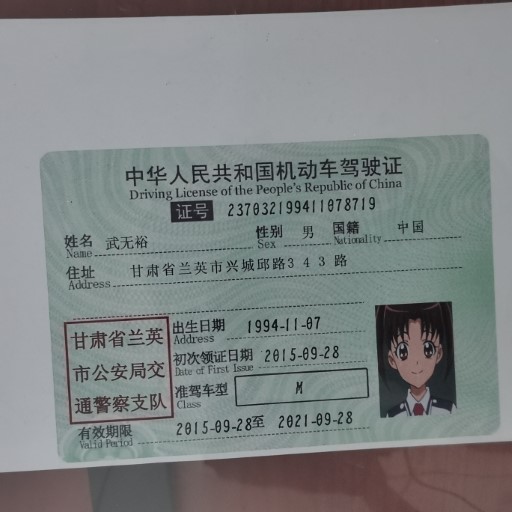 中华人民共和国机动车驾驶证
Driving License of the People's Republic of China
证号 237032199411078719
姓名 武无裕 性别 男 国籍 中国
Name Sex Nationality
住址 甘肃省兰英市兴城邱路343路
Address
甘肃省兰英
市公安局交
通警察支队
出生日期 1994-11-07
Address
初次领证日期 2015-09-28
Date of First Issue
准驾车型 M
Class
有效期限 2015-09-28至 2021-09-28
Valid Period